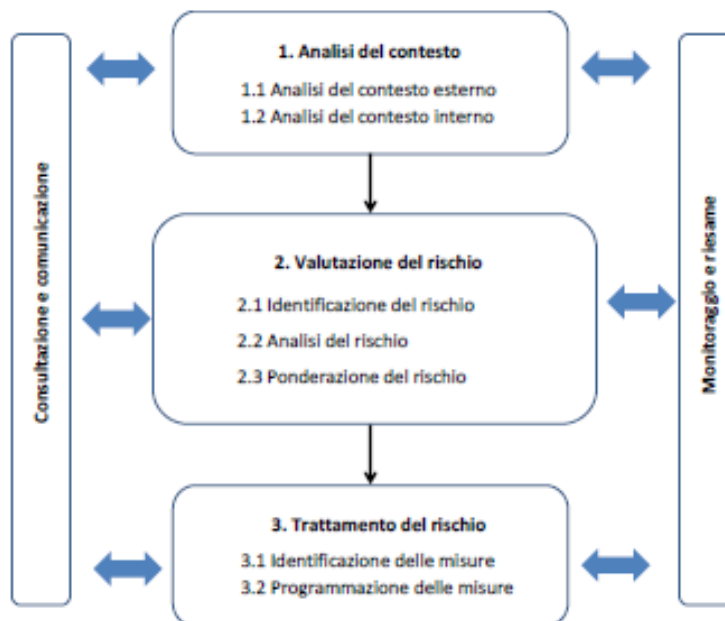 1. Analisi del contesto
1.1 Analisi del contesto esterno
1.2 Analisi del contesto interno
Consultazione e comunicazione
2. Valutazione del rischio
2.1 Identificazione del rischio
2.2 Analisi del rischio
2.3 Ponderazione del rischio
Monitoraggio e riesame
3. Trattamento del rischio
3.1 Identificazione delle misure
3.2 Programmazione delle misure